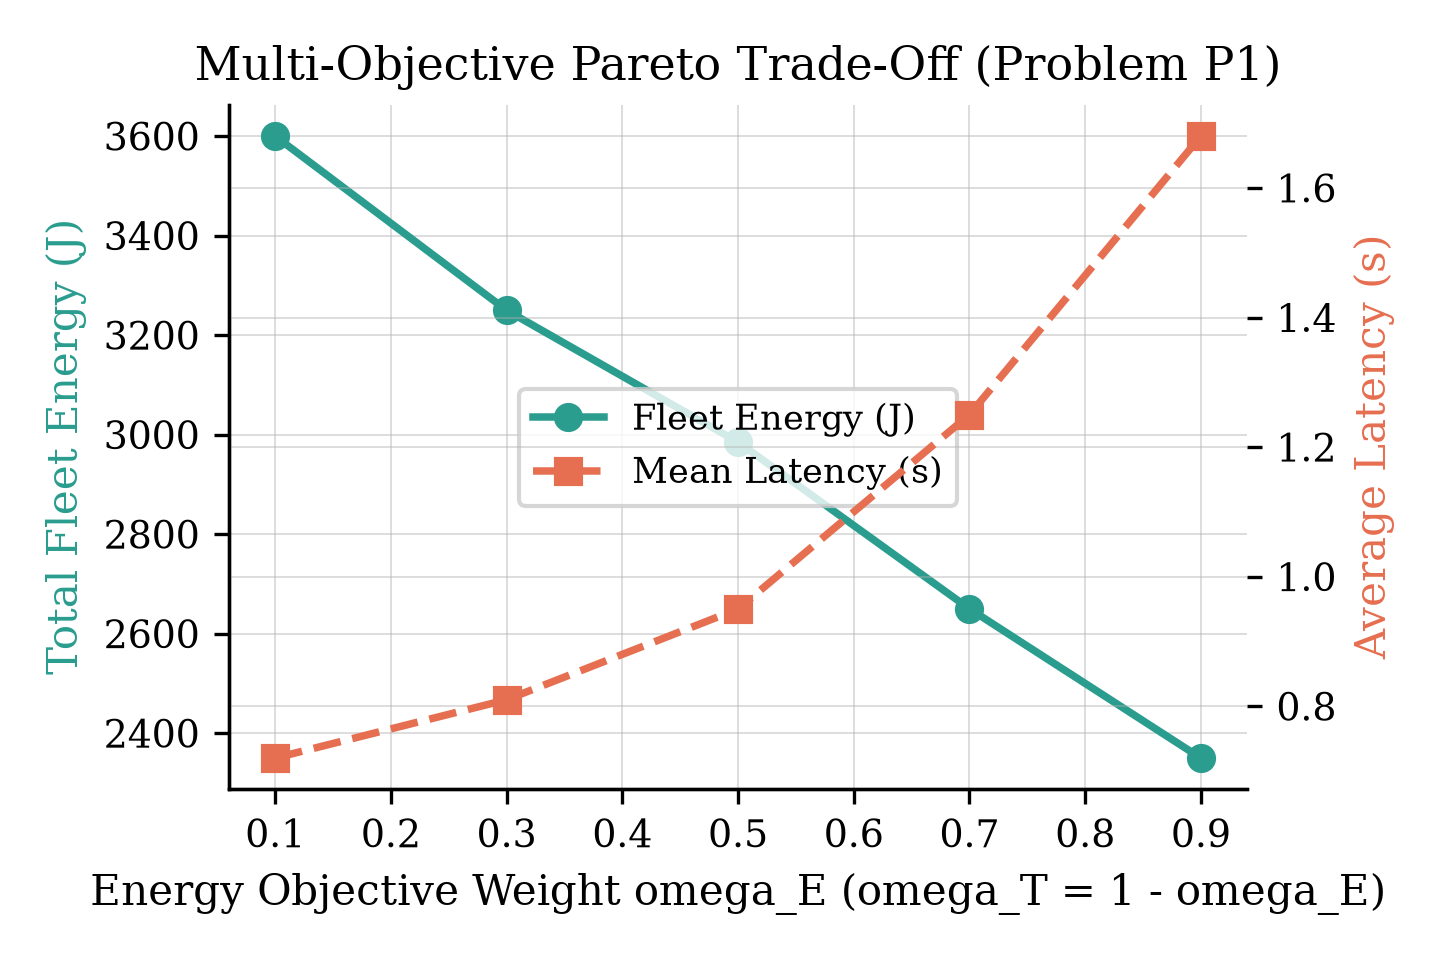 Multi-Objective Pareto Trade-Off (Problem P1)
Total Fleet Energy (J)
3600
3400
3200
3000
2800
2600
2400
Fleet Energy (J)
Mean Latency (s)
1.6
1.4
1.2
1.0
0.8
Average Latency (s)
0.1 0.2 0.3 0.4 0.5 0.6 0.7 0.8 0.9
Energy Objective Weight omega_E (omega_T = 1 - omega_E)